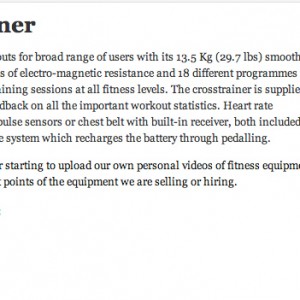 ner
outs for broad range of users with its 13.5 Kg (29.7 lbs) smooth
s of electro-magnetic resistance and 18 different programmes
ining sessions at all fitness levels. The crosstrainer is supplie
dback on all the important workout statistics. Heart rate
pulse sensors or chest belt with built-in receiver, both included
e system which recharges the battery through pedalling.
r starting to upload our own personal videos of fitness equipm
points of the equipment we are selling or hiring.